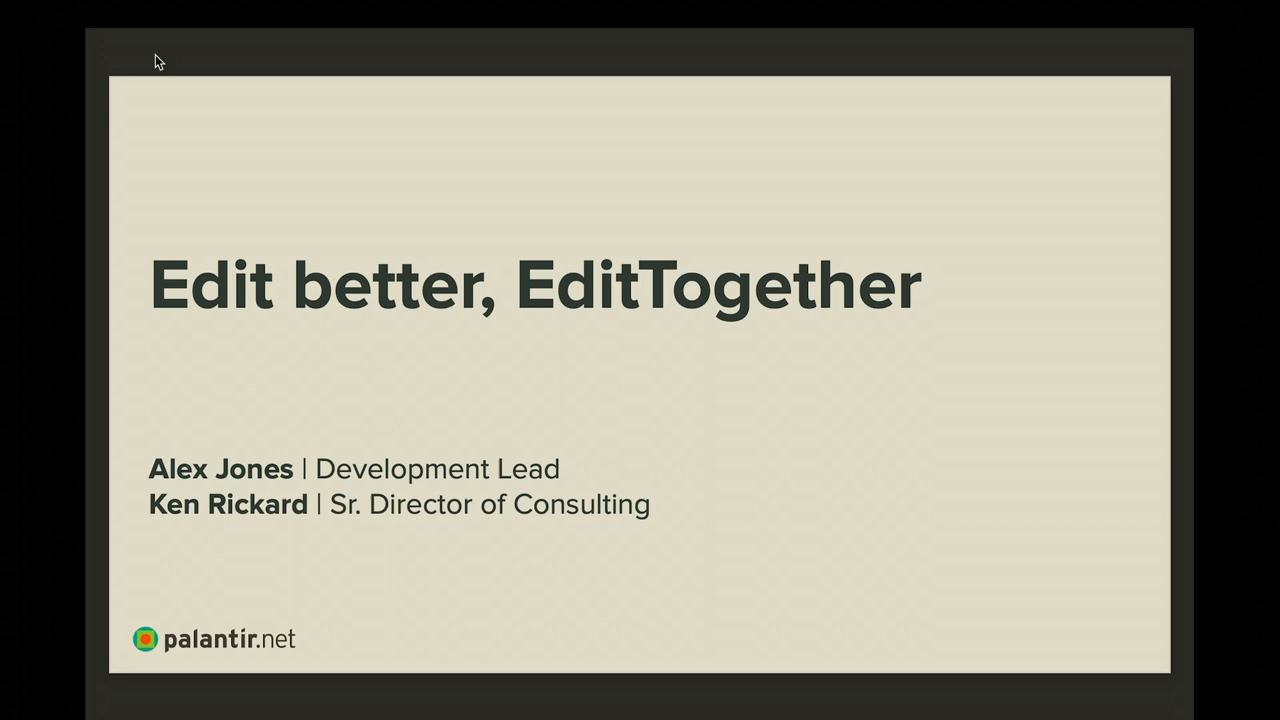 Edit better, EditTogether
Alex Jones | Development Lead
Ken Rickard | Sr. Director of Consulting
palantir.net